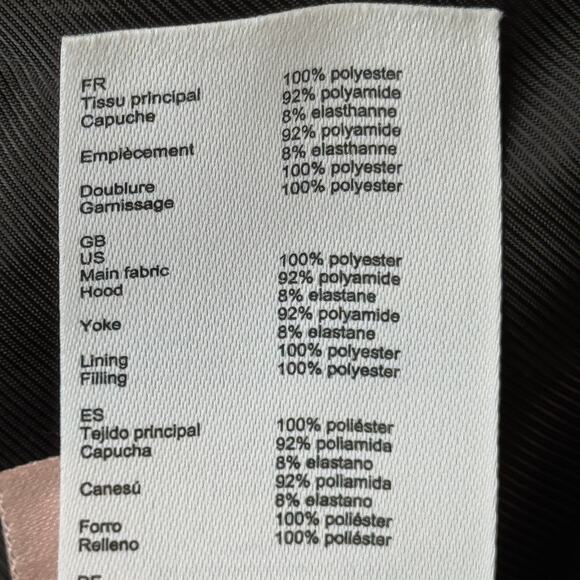 FR
100% polyester
Tissu principal 92% polyamide
Capuche 8% elasthanne
92% polyamide
Empiècement 8% elasthanne
100% polyester
Doublure 100% polyester
Garnissage
GB
US 100% polyester
Main fabric 92% polyamide
Hood 8% elastane
92% polyamide
Yoke 8% elastane
100% polyester
Lining 100% polyester
Filling
ES
Tejido principal 100% poliéster
Capucha 92% poliamida
8% elastano
Canesú 92% poliamida
8% elastano
Forro 100% poliéster
Relleno 100% poliéster